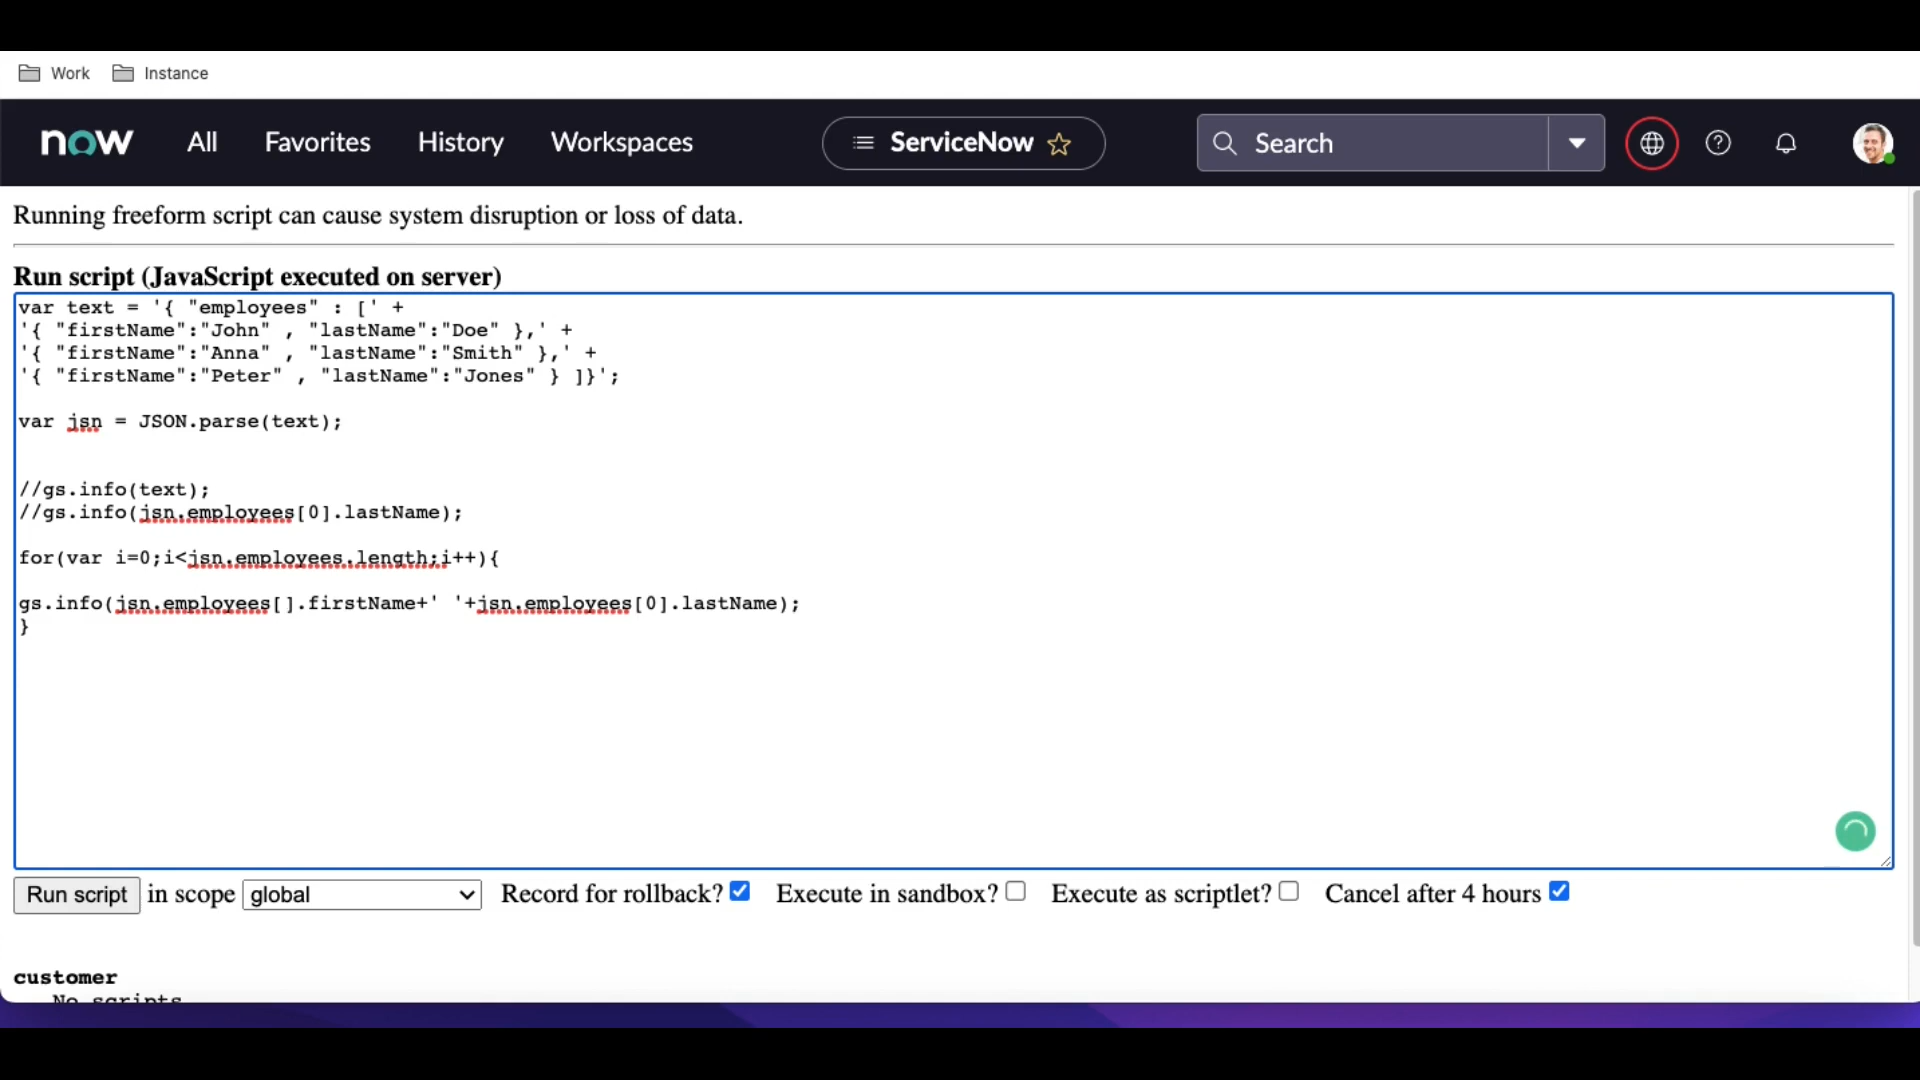 Work Instance
now All Favorites History Workspaces ServiceNow Search
Running freeform script can cause system disruption or loss of data.
Run script (JavaScript executed on server)
var text = '{ "employees" : [' +
'{ "firstName":"John" , "lastName":"Doe" },' +
'{ "firstName":"Anna" , "lastName":"Smith" },' +
'{ "firstName":"Peter" , "lastName":"Jones" } ]}';
var jsn = JSON.parse(text);
//gs.info(text);
//gs.info(jsn.employees[0].lastName);
for(var i=0;i<jsn.employees.length;i++){
gs.info(jsn.employees[].firstName+' '+jsn.employees[0].lastName);
}
Run script in scope global Record for rollback? Execute in sandbox? Execute as scriptlet? Cancel after 4 hours
customer
No scripts